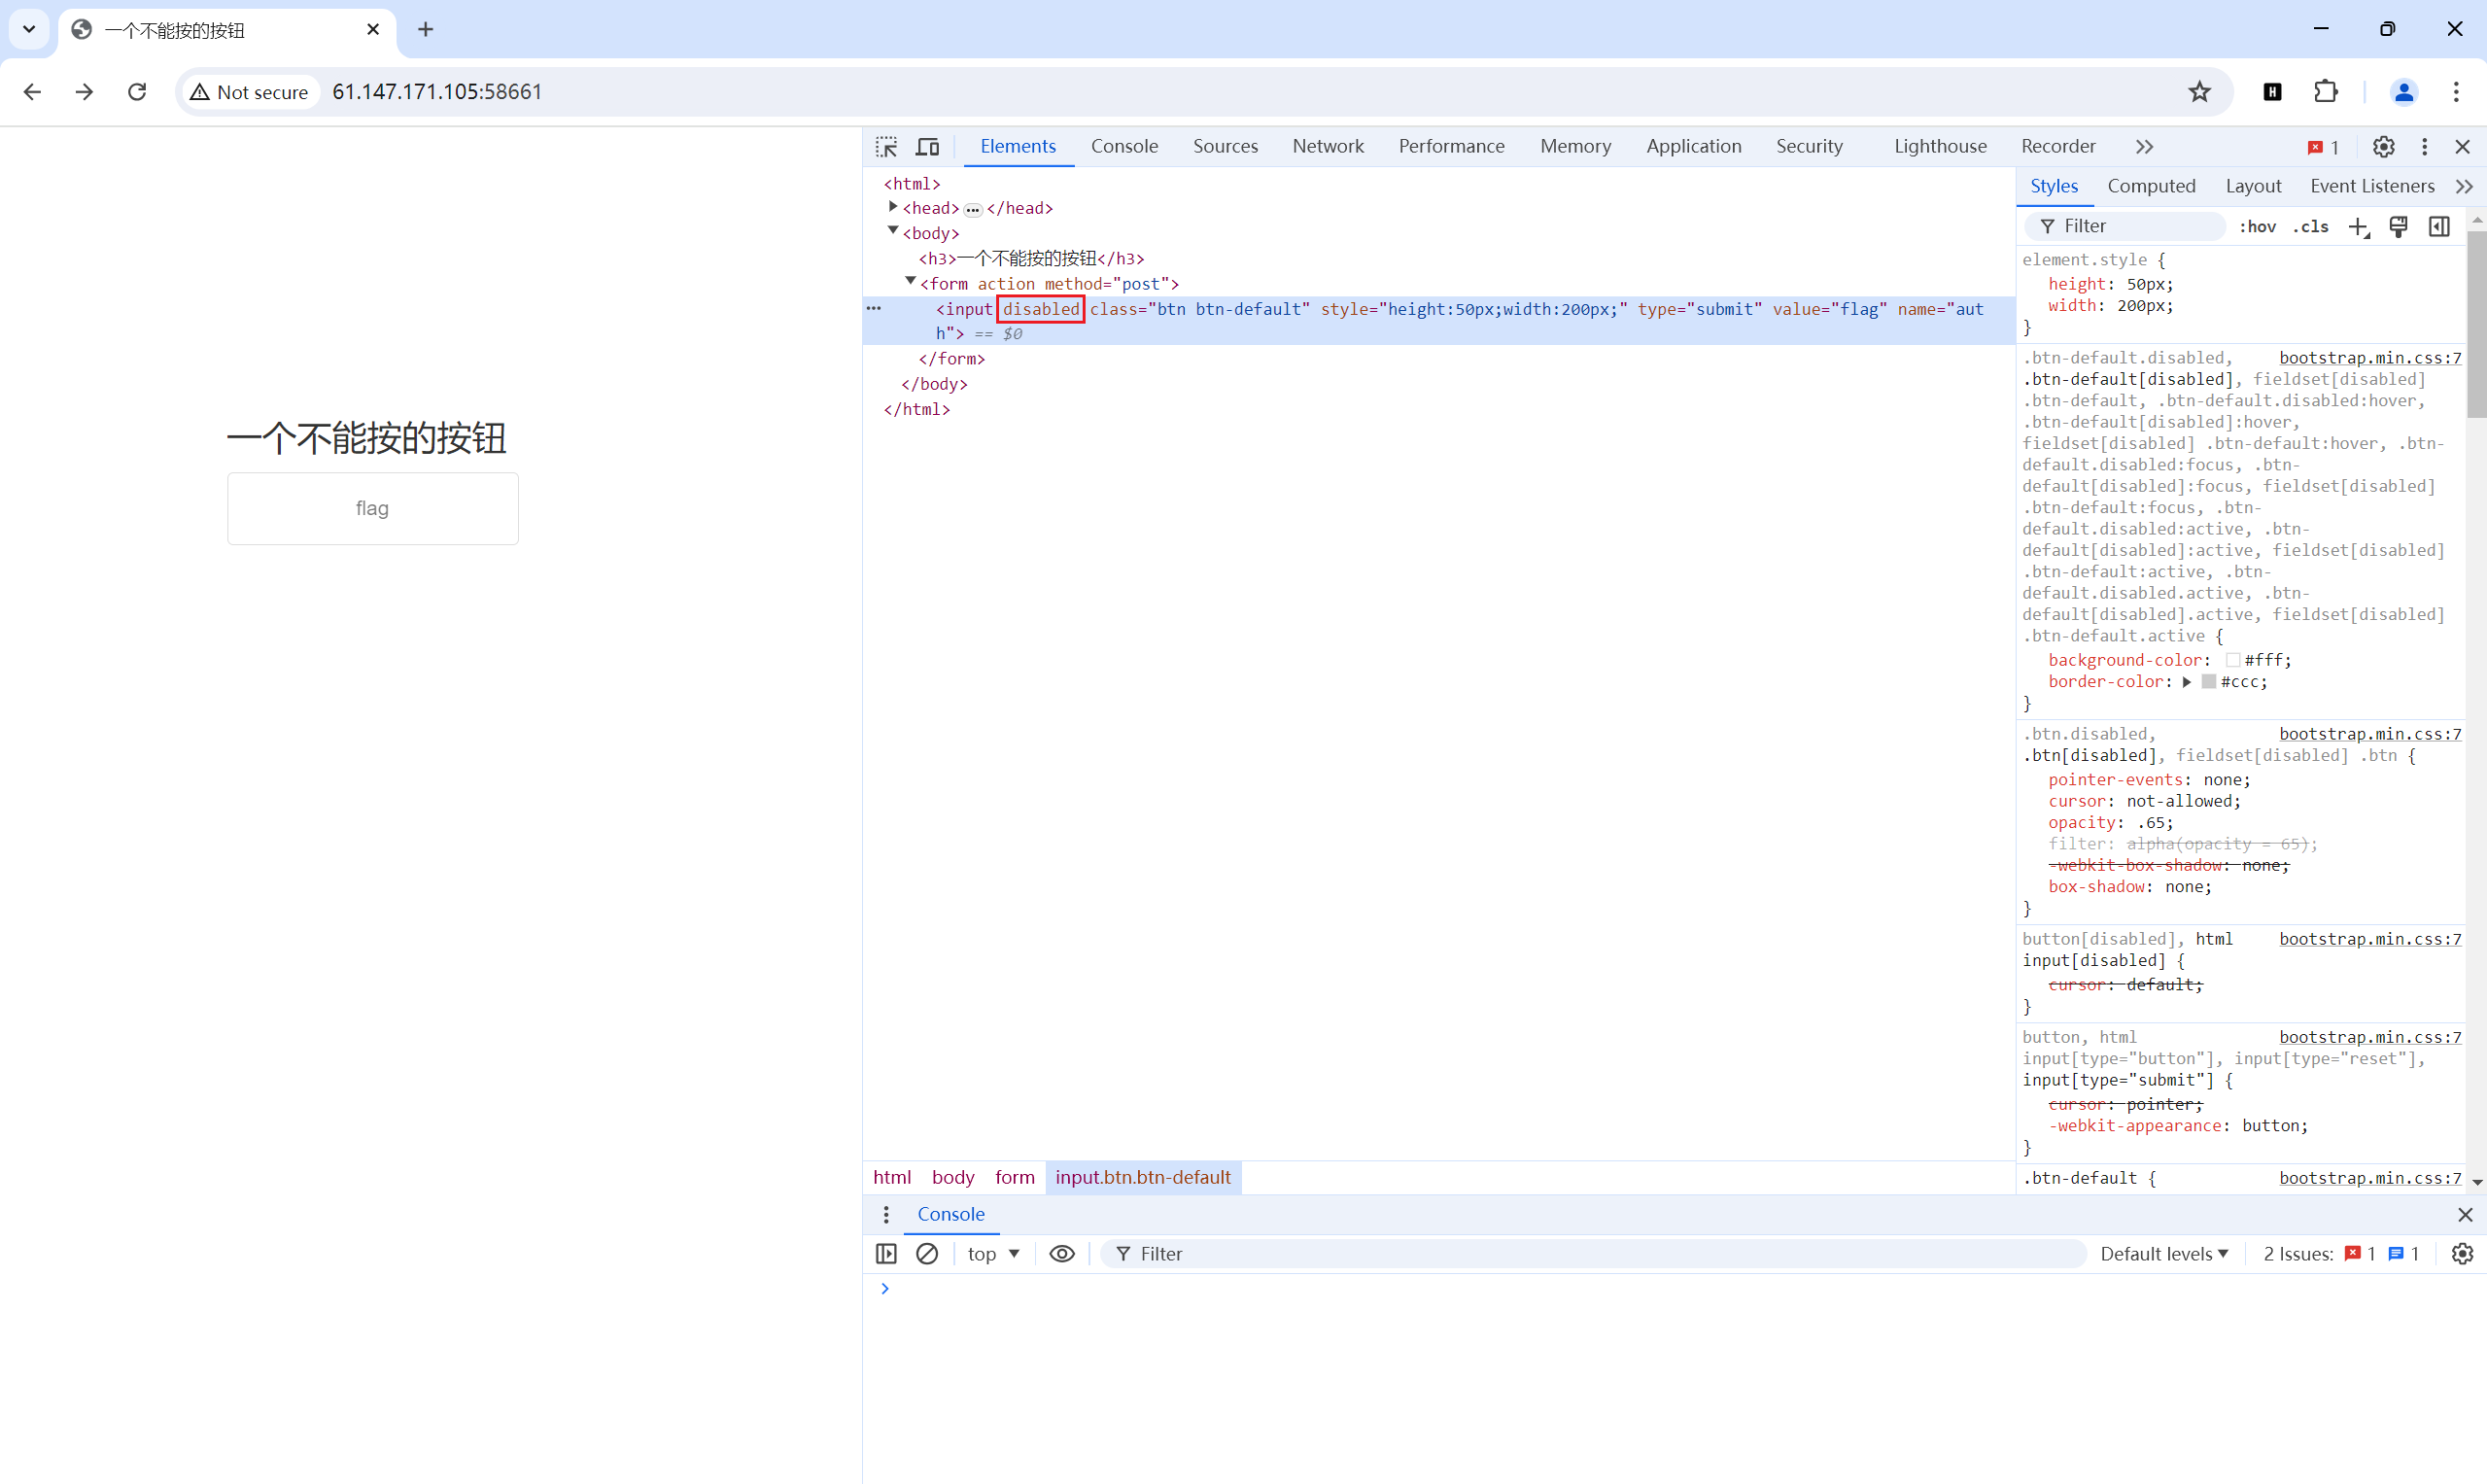 一个不能按的按钮
Not secure 61.147.171.105:58661
一个不能按的按钮
flag
Elements Console Sources Network Performance Memory Application Security Lighthouse Recorder 1
<html>
<head> </head>
<body>
<h3>一个不能按的按钮</h3>
<form action method="post">
<input disabled class="btn btn-default" style="height:50px;width:200px;" type="submit" value="flag" name="aut
h"> == $0
</form>
</body>
</html>
html body form input.btn.btn-default
Styles Computed Layout Event Listeners
Filter :hov .cls
element.style {
height: 50px;
width: 200px;
}
.btn-default.disabled, bootstrap.min.css:7
.btn-default[disabled], fieldset[disabled]
.btn-default, .btn-default.disabled:hover,
.btn-default[disabled]:hover,
fieldset[disabled] .btn-default:hover, .btn-
default.disabled:focus, .btn-
default[disabled]:focus, fieldset[disabled]
.btn-default:focus, .btn-
default.disabled:active, .btn-
default[disabled]:active, fieldset[disabled]
.btn-default:active, .btn-
default.disabled.active, .btn-
default[disabled].active, fieldset[disabled]
.btn-default.active {
background-color: #fff;
border-color: #ccc;
}
.btn.disabled, bootstrap.min.css:7
.btn[disabled], fieldset[disabled] .btn {
pointer-events: none;
cursor: not-allowed;
opacity: .65;
filter: alpha(opacity = 65);
-webkit-box-shadow: none;
box-shadow: none;
}
button[disabled], html bootstrap.min.css:7
input[disabled] {
cursor: default;
}
button, html bootstrap.min.css:7
input[type="button"], input[type="reset"],
input[type="submit"] {
cursor: pointer;
-webkit-appearance: button;
}
.btn-default { bootstrap.min.css:7
Console
top Filter Default levels 2 Issues: 1 1